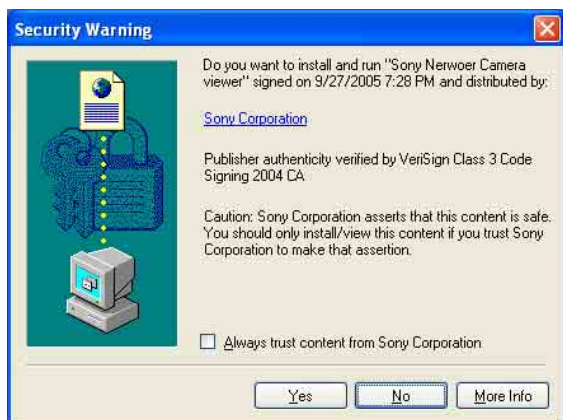 Security Warning
Do you want to install and run "Sony Nerwoer Camera
viewer" signed on 9/27/2005 7:28 PM and distributed by:
Sony Corporation
Publisher authenticity verified by VeriSign Class 3 Code
Signing 2004 CA
Caution: Sony Corporation asserts that this content is safe.
You should only install/view this content if you trust Sony
Corporation to make that assertion.
Always trust content from Sony Corporation
Yes No More Info